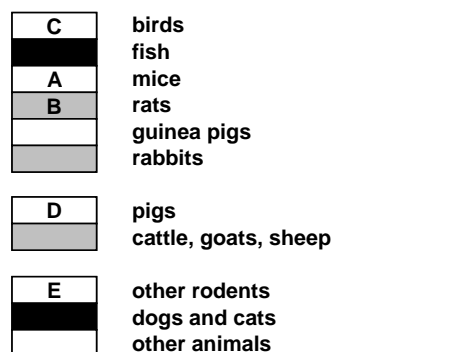 C birds
fish
A mice
B rats
guinea pigs
rabbits
D pigs
cattle, goats, sheep
E other rodents
dogs and cats
other animals